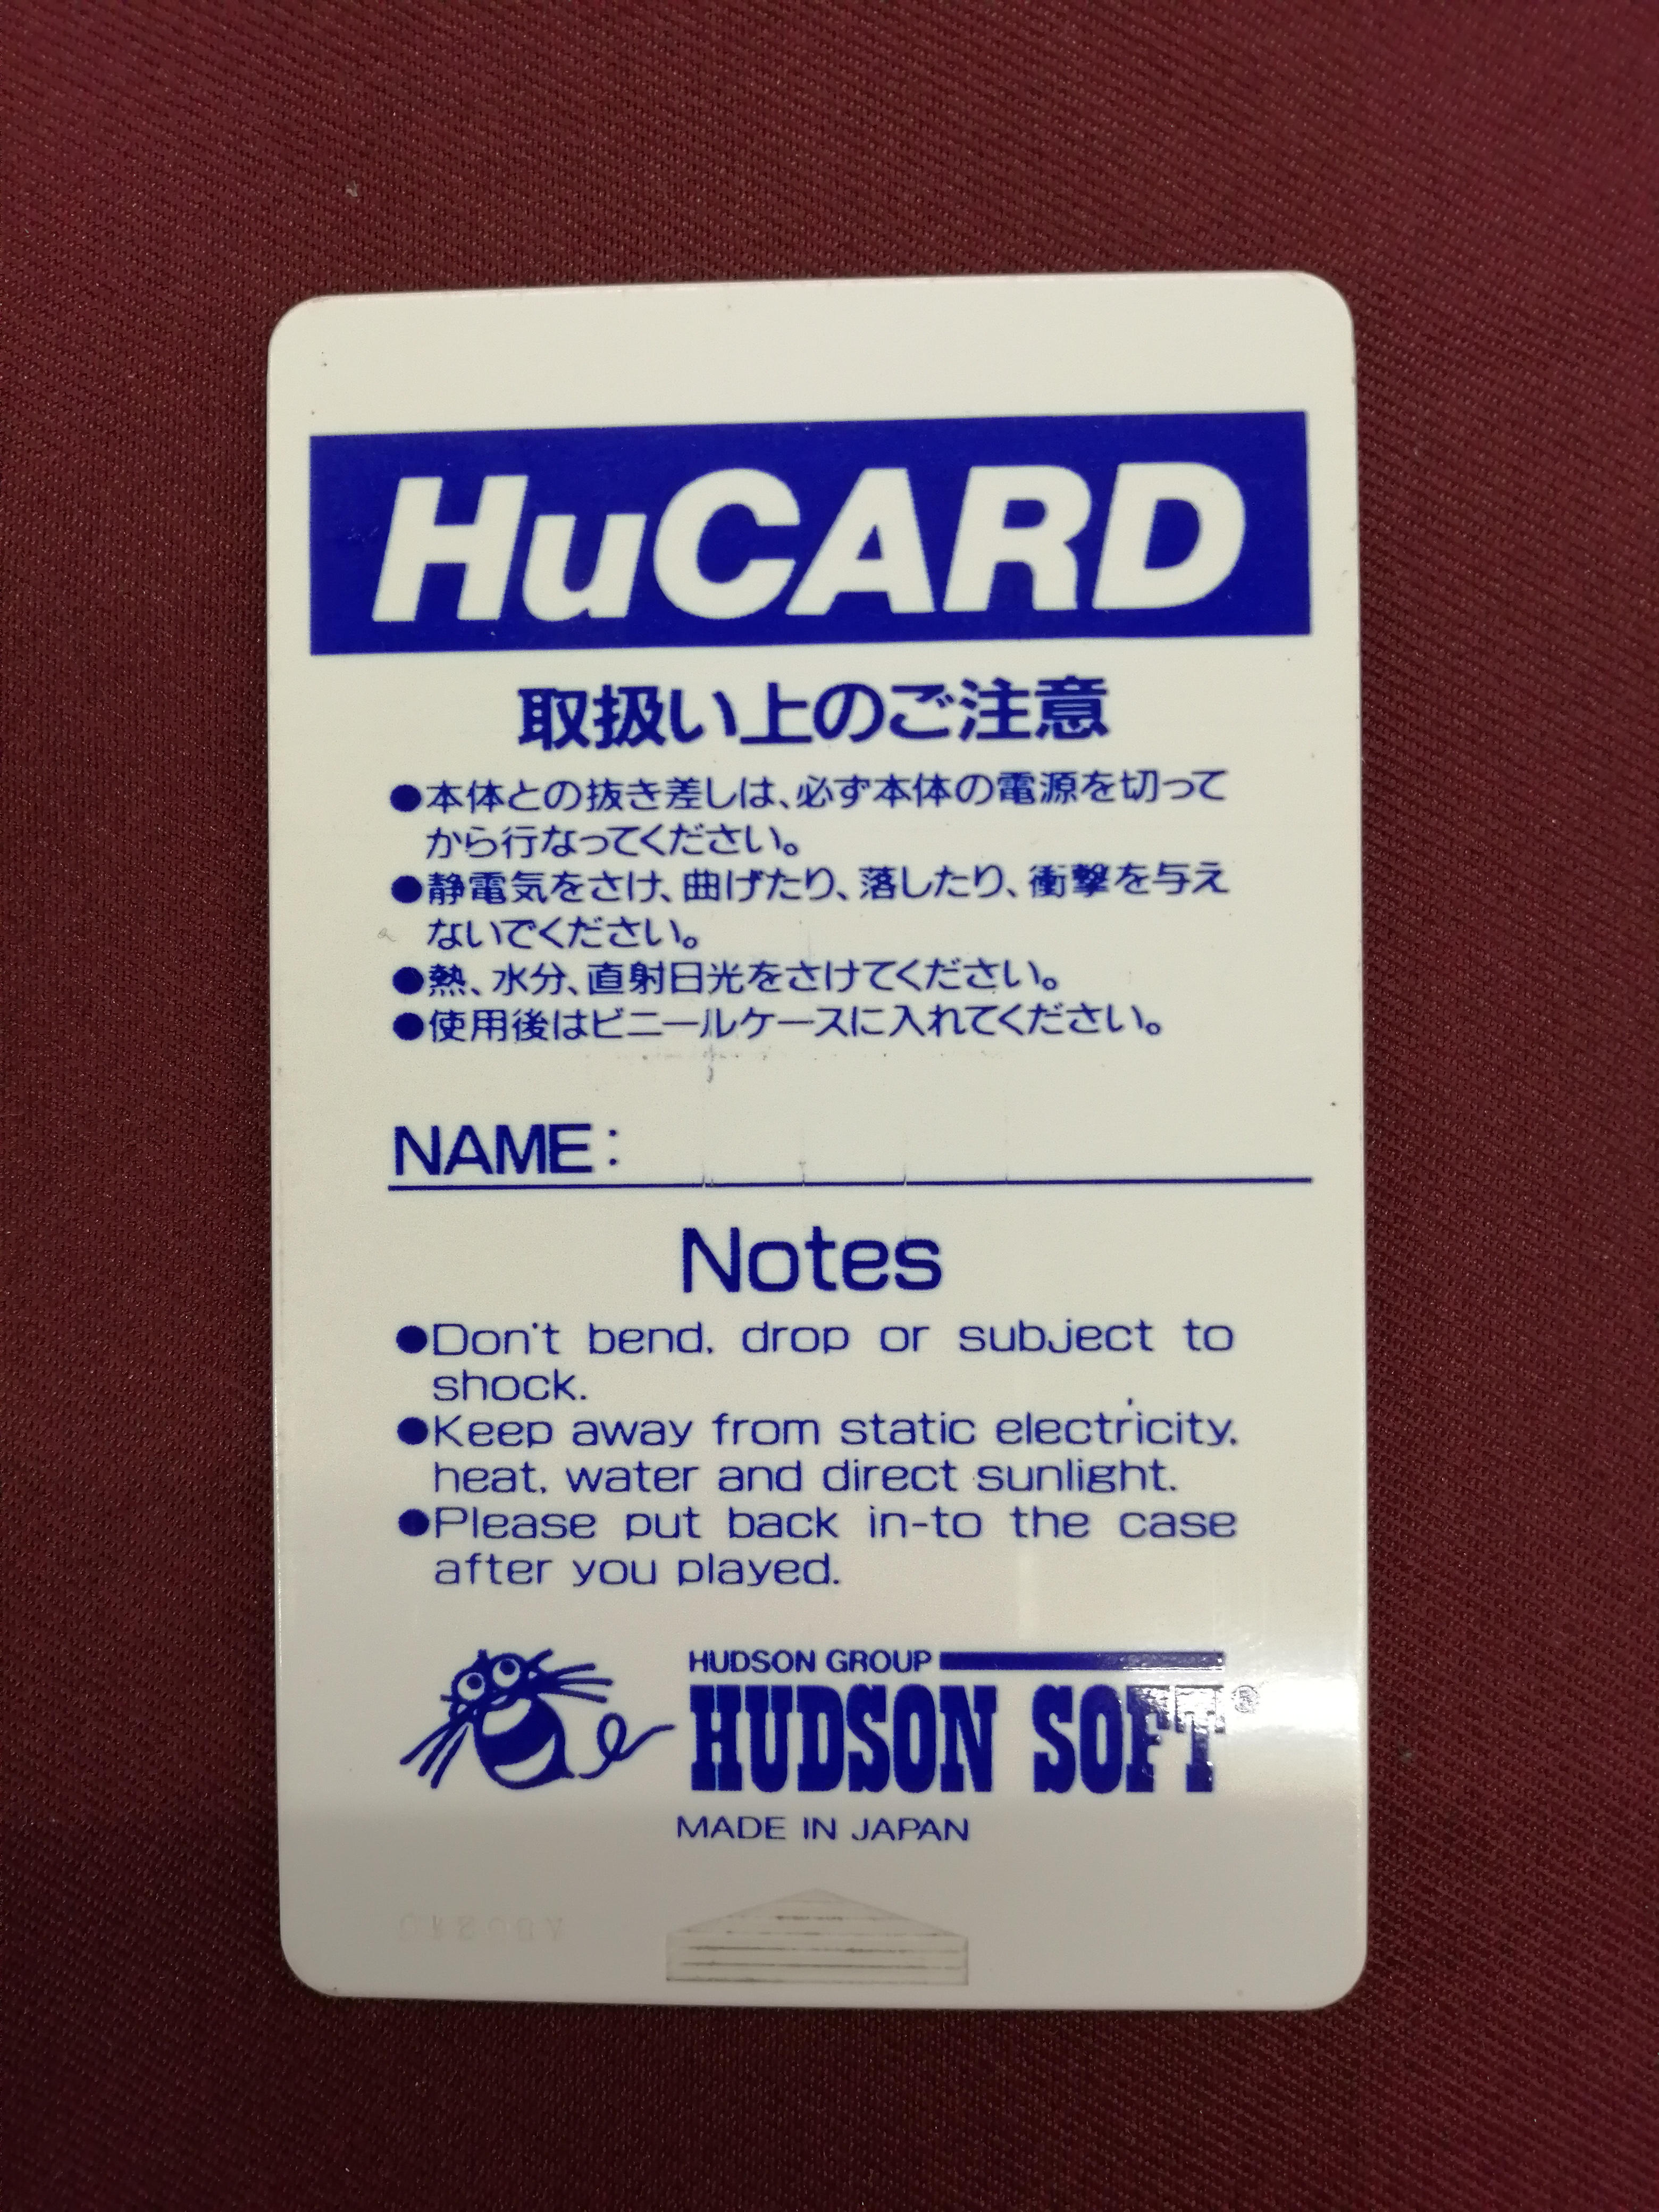 HuCARD
取扱い上のご注意
●本体との抜き差しは、必ず本体の電源を切って
から行なってください。
●静電気をさけ、曲げたり、落したり、衝撃を与え
ないでください。
●熱、水分、直射日光をさけてください。
●使用後はビニールケースに入れてください。
NAME:
Notes
●Don't bend, drop or subject to
shock.
●Keep away from static electricity,
heat, water and direct sunlight.
●Please put back in-to the case
after you played.
HUDSON GROUP
HUDSON SOFT®
MADE IN JAPAN